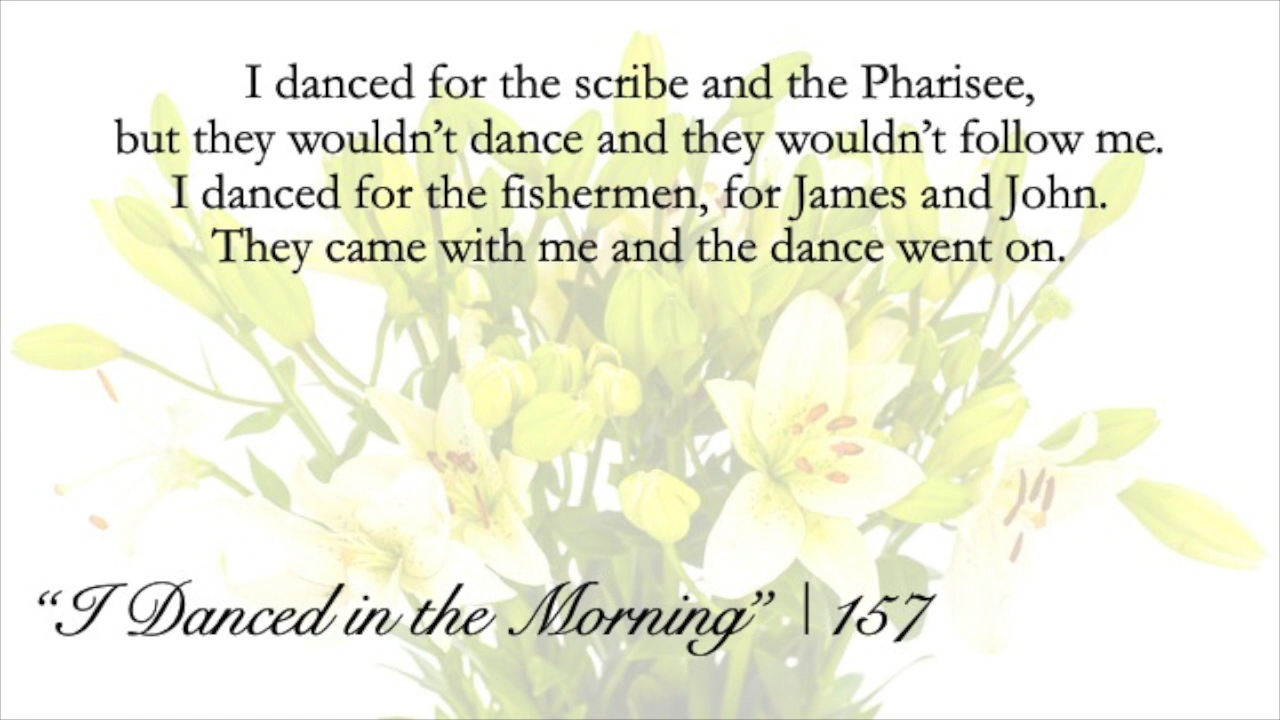 I danced for the scribe and the Pharisee,
but they wouldn’t dance and they wouldn’t follow me.
I danced for the fishermen, for James and John.
They came with me and the dance went on.
“I Danced in the Morning” | 157